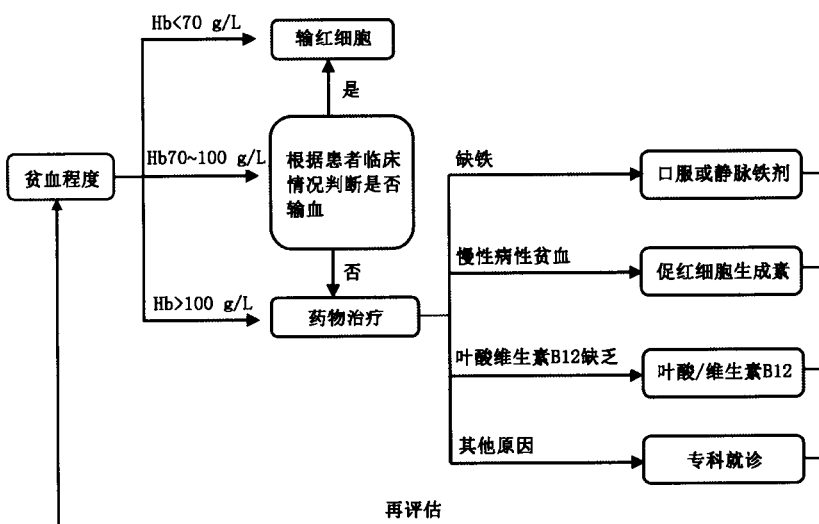 Hb<70 g/L
输红细胞
是
贫血程度
Hb70~100 g/L
根据患者临床
情况判断是否
输血
否
Hb>100 g/L
药物治疗
缺铁
口服或静脉铁剂
慢性病性贫血
促红细胞生成素
叶酸维生素B12缺乏
叶酸/维生素B12
其他原因
专科就诊
再评估